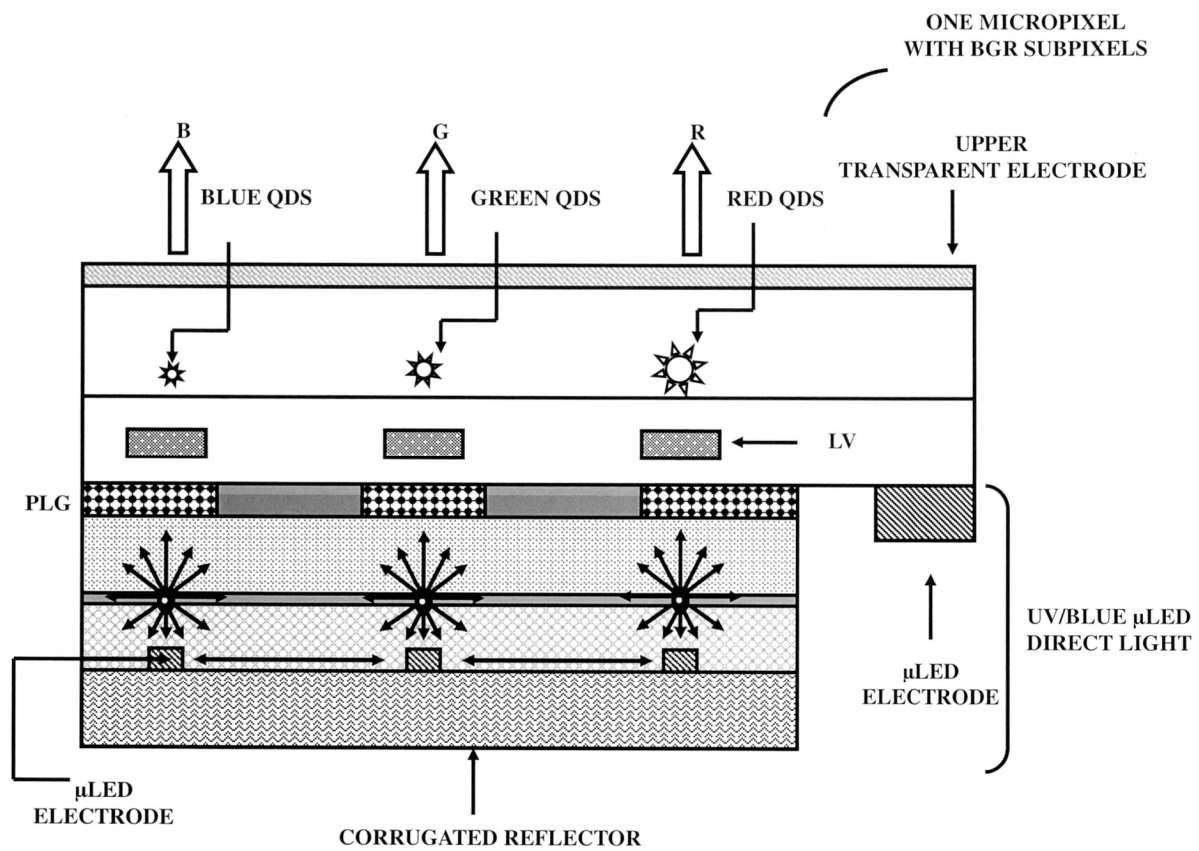 ONE MICROPIXEL
WITH BGR SUBPIXELS
B
G
R
UPPER
TRANSPARENT ELECTRODE
BLUE QDS
GREEN QDS
RED QDS
LV
PLG
UV/BLUE μLED
DIRECT LIGHT
μLED
ELECTRODE
μLED
ELECTRODE
CORRUGATED REFLECTOR